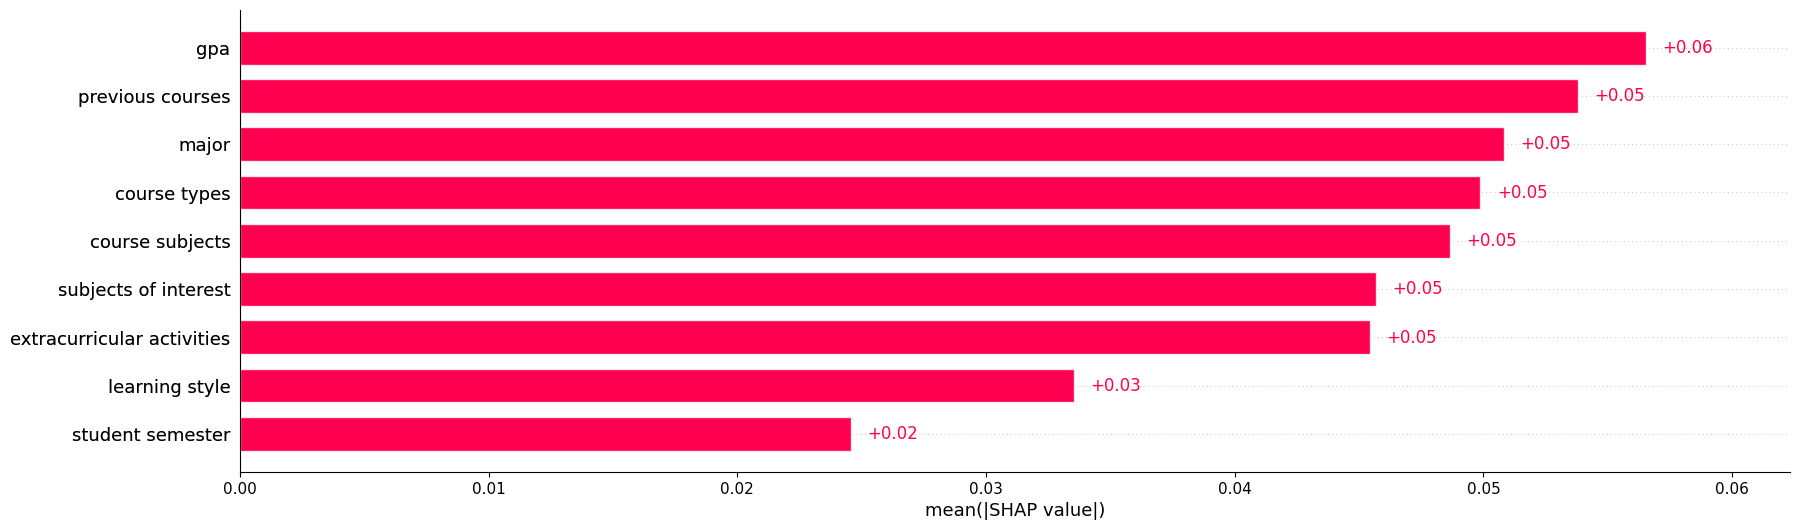 gpa +0.06
previous courses +0.05
major +0.05
course types +0.05
course subjects +0.05
subjects of interest +0.05
extracurricular activities +0.05
learning style +0.03
student semester +0.02
0.00 0.01 0.02 0.03 0.04 0.05 0.06
mean(|SHAP value|)